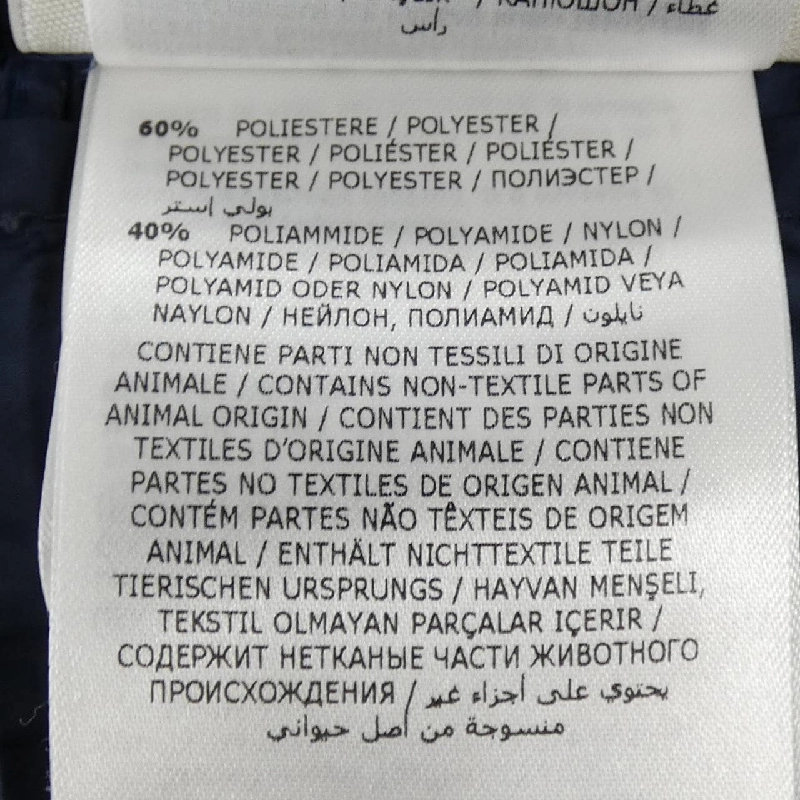 / КАПЮШОН / غطاء
رأس
60% POLIESTERE / POLYESTER /
POLYESTER / POLIÉSTER / POLIÉSTER /
POLYESTER / POLYESTER / ПОЛИЭСТЕР /
بولي إستر
40% POLIAMMIDE / POLYAMIDE / NYLON /
POLYAMIDE / POLIAMIDA / POLIAMIDA /
POLYAMID ODER NYLON / POLYAMID VEYA
NAYLON / НЕЙЛОН, ПОЛИАМИД / نايلون
CONTIENE PARTI NON TESSILI DI ORIGINE
ANIMALE / CONTAINS NON-TEXTILE PARTS OF
ANIMAL ORIGIN / CONTIENT DES PARTIES NON
TEXTILES D'ORIGINE ANIMALE / CONTIENE
PARTES NO TEXTILES DE ORIGEN ANIMAL /
CONTÉM PARTES NÃO TÊXTEIS DE ORIGEM
ANIMAL / ENTHÄLT NICHTTEXTILE TEILE
TIERISCHEN URSPRUNGS / HAYVAN MENŞELİ,
TEKSTIL OLMAYAN PARÇALAR IÇERIR /
СОДЕРЖИТ НЕТКАНЫЕ ЧАСТИ ЖИВОТНОГО
ПРОИСХОЖДЕНИЯ / يحتوي على أجزاء غير
منسوجة من أصل حيواني